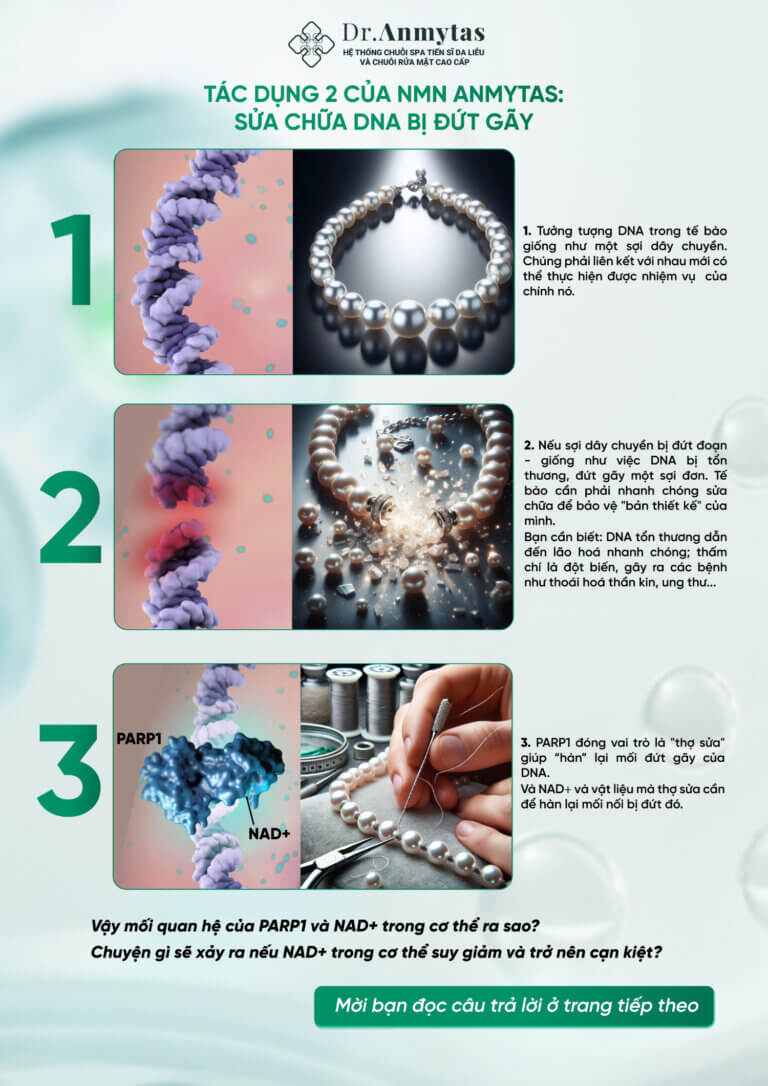 Dr.Anmytas
HỆ THỐNG CHUỖI SPA TIẾN SĨ DA LIỄU
VÀ CHUỖI RỬA MẶT CAO CẤP
TÁC DỤNG 2 CỦA NMN ANMYTAS:
SỬA CHỮA DNA BỊ ĐỨT GÃY
1
1. Tưởng tượng DNA trong tế bào
giống như một sợi dây chuyền.
Chúng phải liên kết với nhau mới có
thể thực hiện được nhiệm vụ của
chính nó.
2
2. Nếu sợi dây chuyền bị đứt đoạn
- giống như việc DNA bị tổn
thương, đứt gãy một sợi đơn. Tế
bào cần phải nhanh chóng sửa
chữa để bảo vệ "bản thiết kế" của
mình.
Bạn cần biết: DNA tổn thương dẫn
đến lão hoá nhanh chóng; thấm
chí là đột biến, gây ra các bệnh
như thoái hoá thần kin, ung thư...
3
PARP1
NAD+
3. PARP1 đóng vai trò là "thợ sửa"
giúp “hàn” lại mối đứt gãy của
DNA.
Và NAD+ và vật liệu mà thợ sửa cần
để hàn lại mối nối bị đứt đó.
Vậy mối quan hệ của PARP1 và NAD+ trong cơ thể ra sao?
Chuyện gì sẽ xảy ra nếu NAD+ trong cơ thể suy giảm và trở nên cạn kiệt?
Mời bạn đọc câu trả lời ở trang tiếp theo